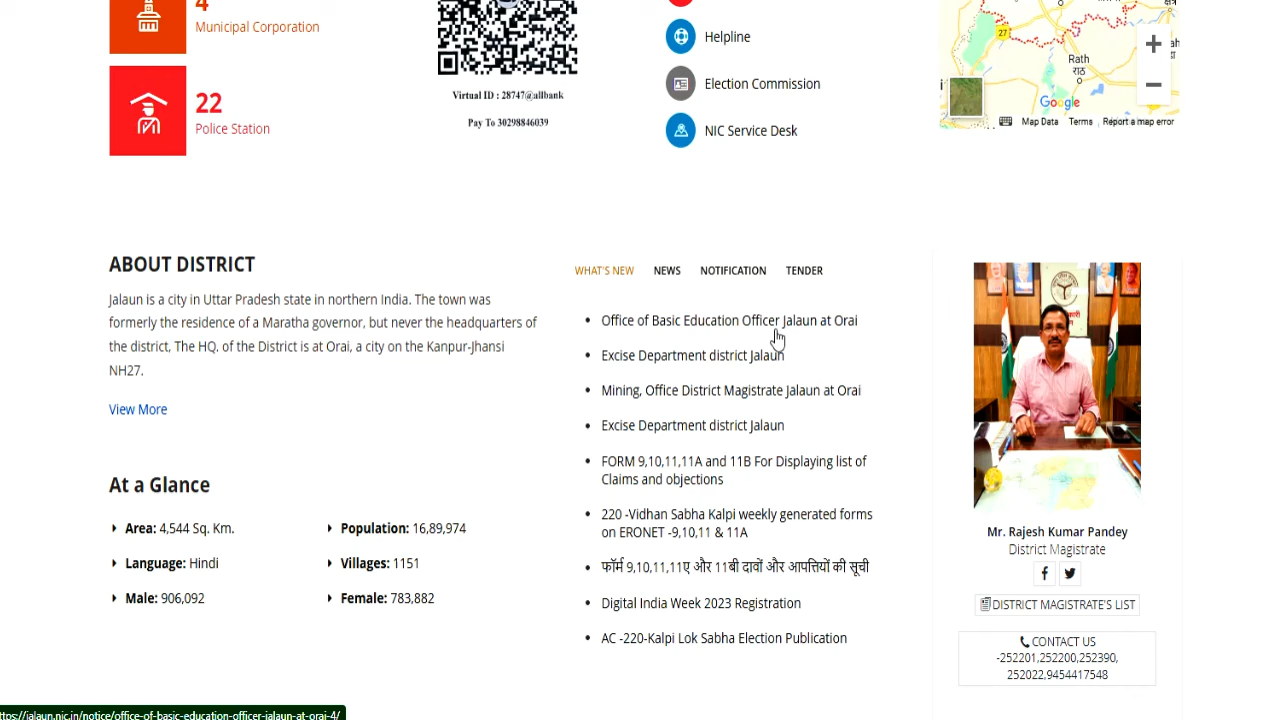 4
Municipal Corporation
22
Police Station
Virtual ID : 28747@allbank
Pay To 30298846039
Helpline
Election Commission
NIC Service Desk
27
Rath
राठ
Google
Map Data Terms Report a map error
ABOUT DISTRICT
Jalaun is a city in Uttar Pradesh state in northern India. The town was
formerly the residence of a Maratha governor, but never the headquarters of
the district, The HQ. of the District is at Orai, a city on the Kanpur-Jhansi
NH27.
View More
At a Glance
Area: 4,544 Sq. Km.
Population: 16,89,974
Language: Hindi
Villages: 1151
Male: 906,092
Female: 783,882
WHAT'S NEW NEWS NOTIFICATION TENDER
Office of Basic Education Officer Jalaun at Orai
Excise Department district Jalaun
Mining, Office District Magistrate Jalaun at Orai
Excise Department district Jalaun
FORM 9,10,11,11A and 11B For Displaying list of
Claims and objections
220 -Vidhan Sabha Kalpi weekly generated forms
on ERONET -9,10,11 & 11A
फॉर्म 9,10,11,11ए और 11बी दावों और आपत्तियों की सूची
Digital India Week 2023 Registration
AC -220-Kalpi Lok Sabha Election Publication
Mr. Rajesh Kumar Pandey
District Magistrate
DISTRICT MAGISTRATE'S LIST
CONTACT US
-252201,252200,252390,
252022,9454417548
ttps://jalaun.nic.in/notice/office-of-basic-education-officer-jalaun-at-orai-4/